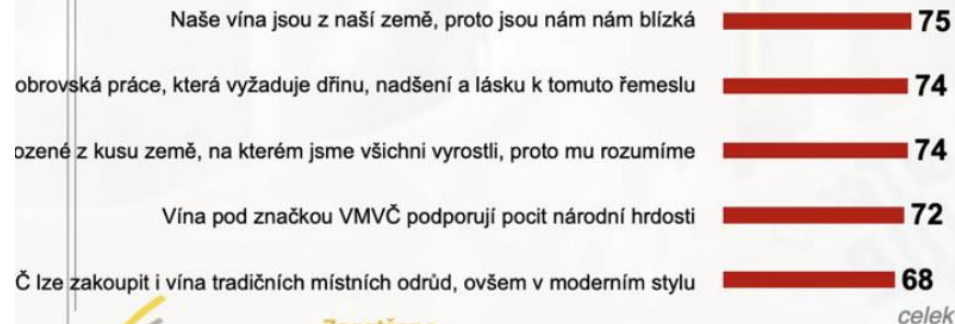 Naše vína jsou z naší země, proto jsou nám nám blízká 75
obrovská práce, která vyžaduje dřinu, nadšení a lásku k tomuto řemeslu 74
z kusu země, na kterém jsme všichni vyrostli, proto mu rozumíme 74
Vína pod značkou VMVČ podporují pocit národní hrdosti 72
Č lze zakoupit i vína tradičních místních odrůd, ovšem v moderním stylu 68
celek